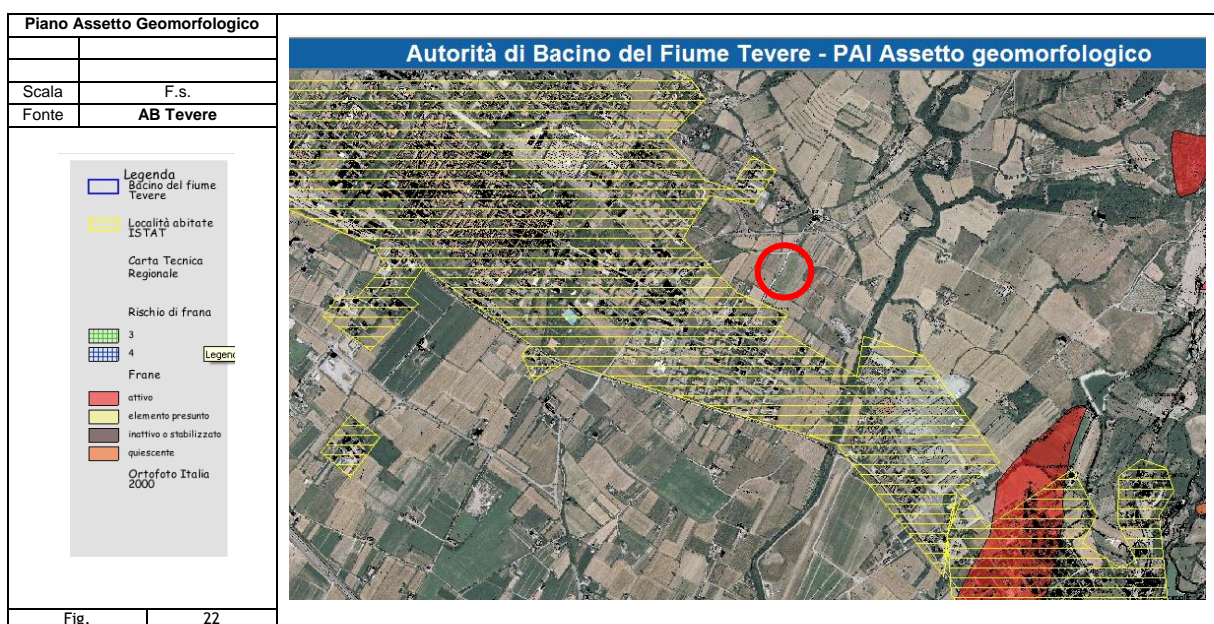 Piano Assetto Geomorfologico
Scala F.s.
Fonte AB Tevere
Legenda
Bacino del fiume
Tevere
Località abitate
ISTAT
Carta Tecnica
Regionale
Rischio di frana
3
4
Legend
Frane
attivo
elemento presunto
inattivo o stabilizzato
quiescente
Ortofoto Italia
2000
Fig. 22
Autorità di Bacino del Fiume Tevere - PAI Assetto geomorfologico